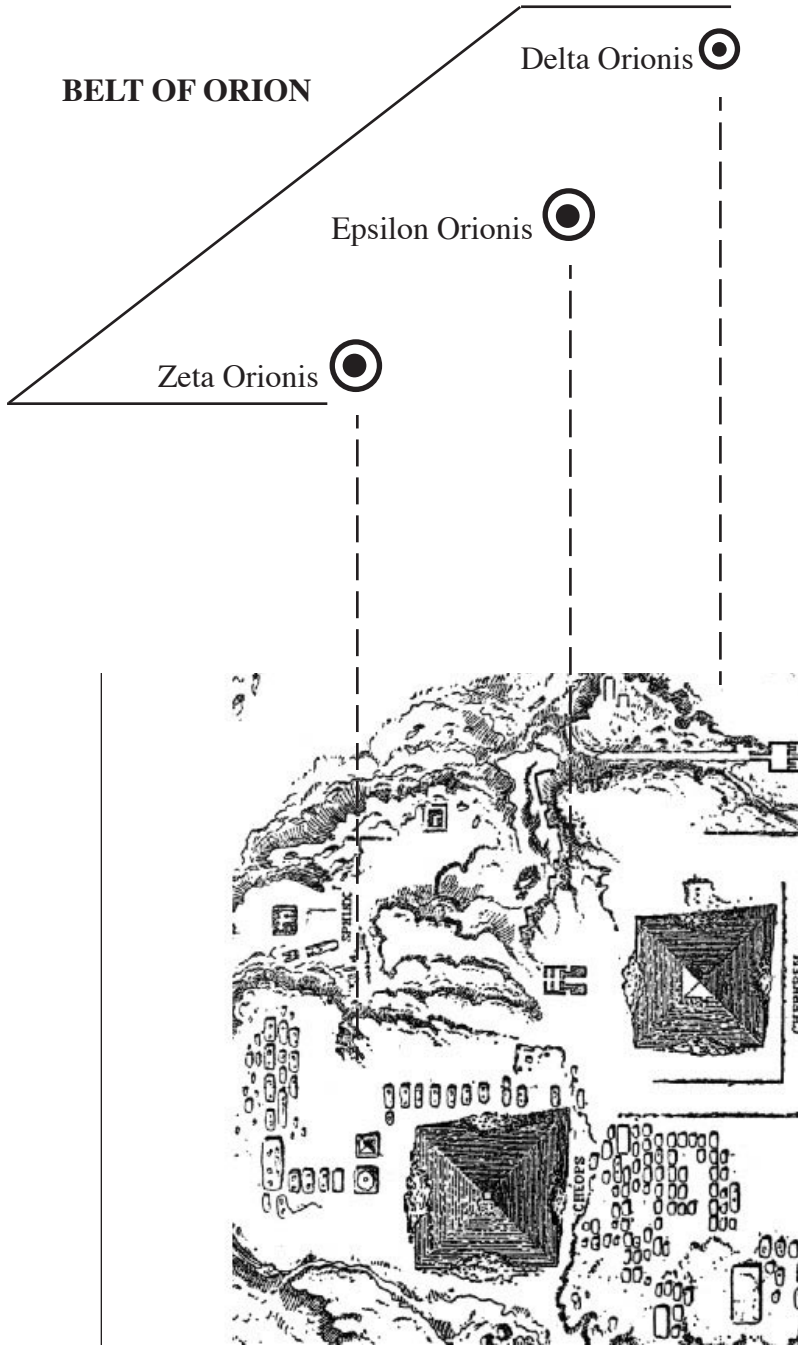 Delta Orionis
BELT OF ORION
Epsilon Orionis
Zeta Orionis
SPHINX
CHEOPS